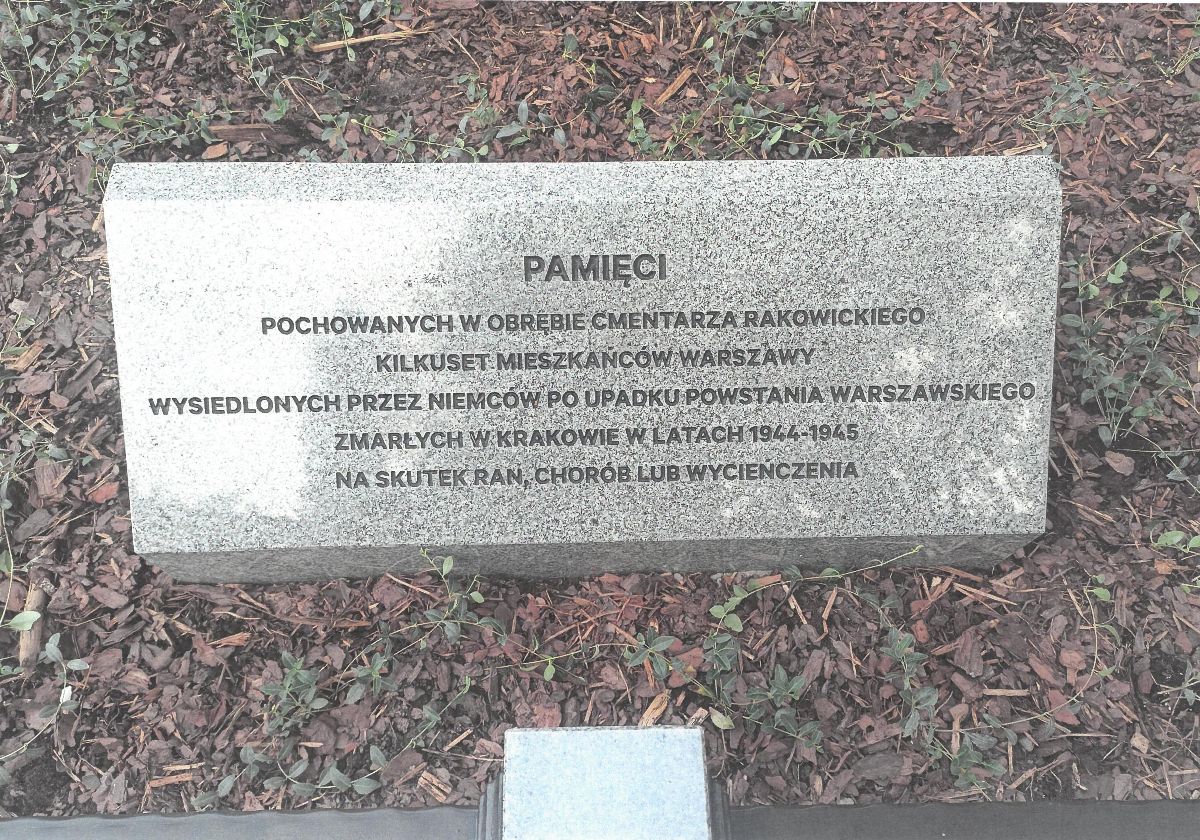 PAMIĘCI
POCHOWANYCH W OBRĘBIE CMENTARZA RAKOWICKIEGO
KILKUSET MIESZKAŃCÓW WARSZAWY
WYSIEDLONYCH PRZEZ NIEMCÓW PO UPADKU POWSTANIA WARSZAWSKIEGO
ZMARŁYCH W KRAKOWIE W LATACH 1944-1945
NA SKUTEK RAN, CHORÓB LUB WYCIEŃCZENIA